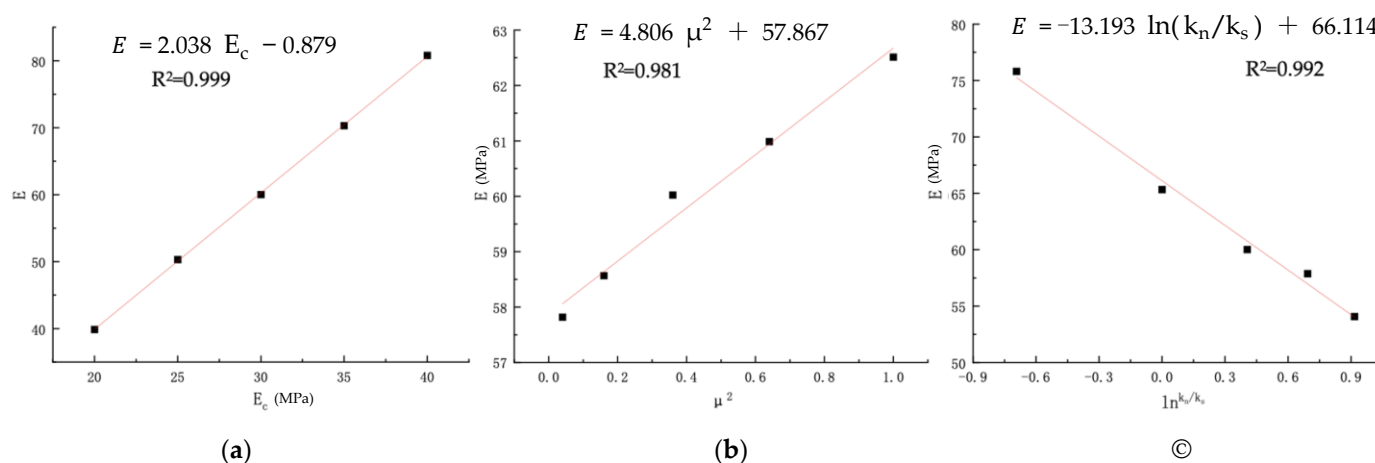 E = 2.038 E_c − 0.879
R²=0.999
80
70
60
50
40
E
20 25 30 35 40
E_c (MPa)
(a)
E = 4.806 μ² + 57.867
R²=0.981
63
62
61
60
59
58
57
E (MPa)
0.0 0.2 0.4 0.6 0.8 1.0
μ²
(b)
E = −13.193 ln(k_n/k_s) + 66.114
R²=0.992
80
75
70
65
60
55
50
E (MPa)
−0.9 −0.6 −0.3 0.0 0.3 0.6 0.9
ln^{k_n/k_s}
©